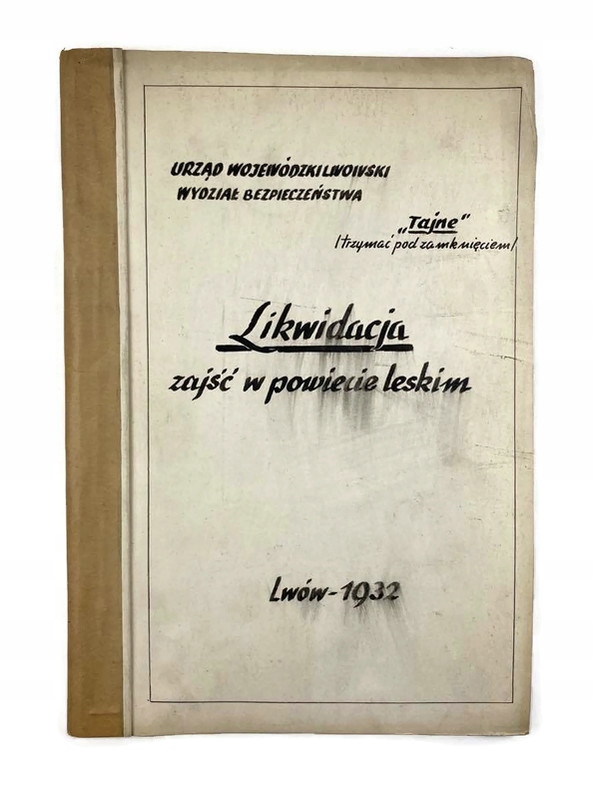 URZĄD WOJEWÓDZKI LWOWSKI
WYDZIAŁ BEZPIECZEŃSTWA
„Tajne"
/trzymać pod zamknięciem/
Likwidacja
zajść w powiecie leskim
Lwów-1932